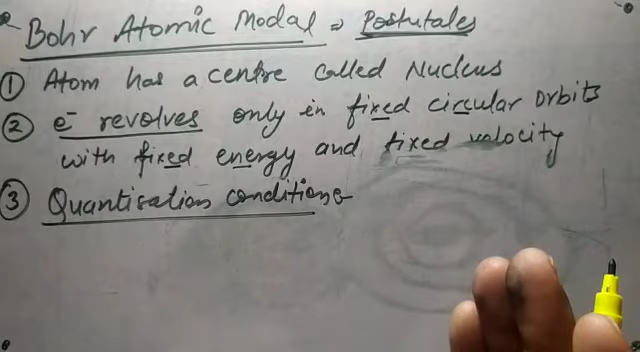 Bohr Atomic Modal → Postutales
① Atom has a centre called Nucleus
② e⁻ revolves only in fixed circular orbits
with fixed energy and fixed velocity
③ Quantisation conditions